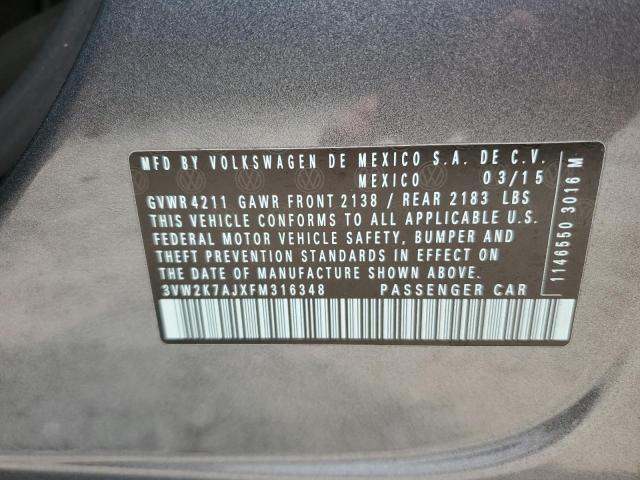 MFD BY VOLKSWAGEN DE MEXICO S.A. DE C.V.
MEXICO 03/15
GVWR 4211 GAWR FRONT 2138 / REAR 2183 LBS
THIS VEHICLE CONFORMS TO ALL APPLICABLE U.S.
FEDERAL MOTOR VEHICLE SAFETY, BUMPER AND
THEFT PREVENTION STANDARDS IN EFFECT ON
THE DATE OF MANUFACTURE SHOWN ABOVE.
3VW2K7AJXFM316348 PASSENGER CAR
1146550 3016 M